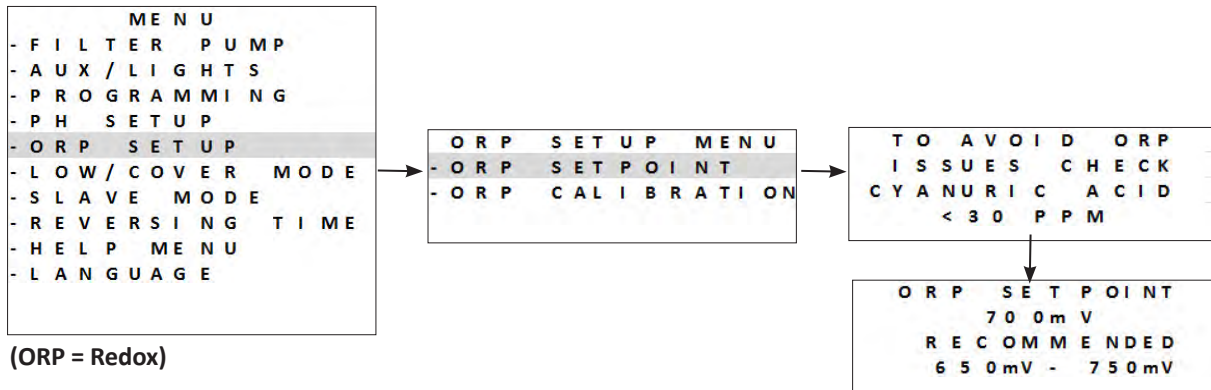 MENU
- FILTER PUMP
- AUX/LIGHTS
- PROGRAMMING
- PH SETUP
- ORP SETUP
- LOW/COVER MODE
- SLAVE MODE
- REVERSING TIME
- HELP MENU
- LANGUAGE
(ORP = Redox)
ORP SETUP MENU
- ORP SETPOINT
- ORP CALIBRATION
TO AVOID ORP
ISSUES CHECK
CYANURIC ACID
<30 PPM
ORP SETPOINT
700mV
RECOMMENDED
650mV - 750mV